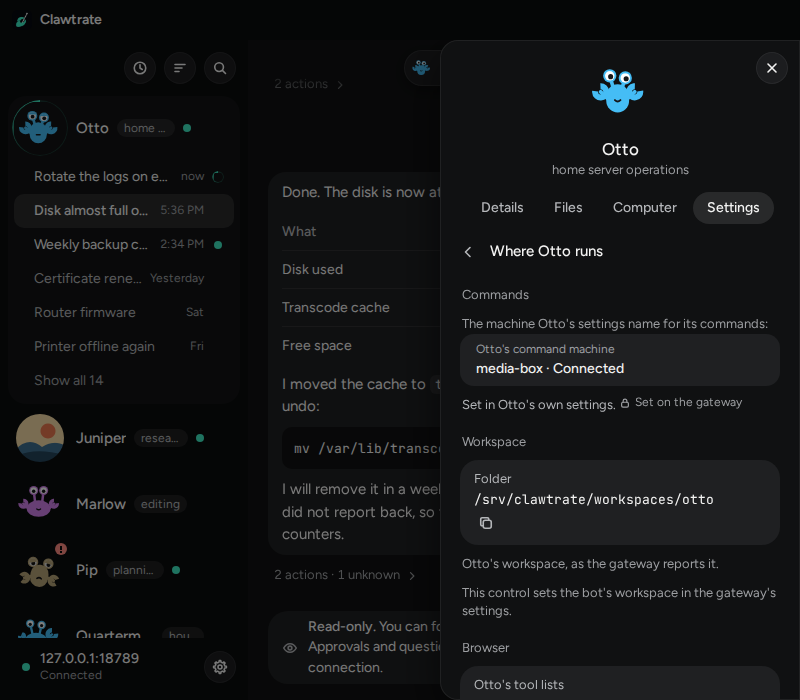 Clawtrate
Otto home ...
Rotate the logs on e... now
Disk almost full o... 5:36 PM
Weekly backup c... 2:34 PM
Certificate rene... Yesterday
Router firmware Sat
Printer offline again Fri
Show all 14
Juniper resea...
Marlow editing
Pip planni...
Quarterm hou
127.0.0.1:18789
Connected
2 actions
Done. The disk is now at
What
Disk used
Transcode cache
Free space
I moved the cache to
undo:
mv /var/lib/transco
I will remove it in a week
did not report back, so
counters.
2 actions · 1 unknown
Read-only. You can fo
Approvals and questio
connection.
Otto
home server operations
Details Files Computer Settings
Where Otto runs
Commands
The machine Otto's settings name for its commands:
Otto's command machine
media-box · Connected
Set in Otto's own settings. Set on the gateway
Workspace
Folder
/srv/clawtrate/workspaces/otto
Otto's workspace, as the gateway reports it.
This control sets the bot's workspace in the gateway's
settings.
Browser
Otto's tool lists